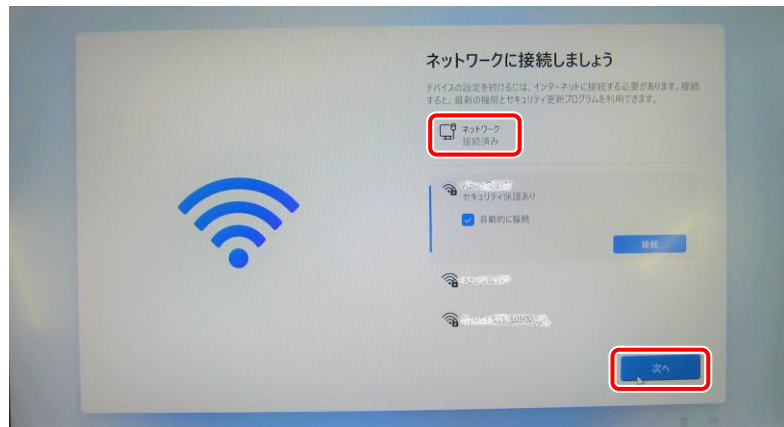 ネットワークに接続しましょう
デバイスの設定を続けるには、インターネットに接続する必要があります。接続
すると、最新の機能とセキュリティ更新プログラムを利用できます。
ネットワーク
接続済み
セキュリティ保護あり
自動的に接続
接続
次へ